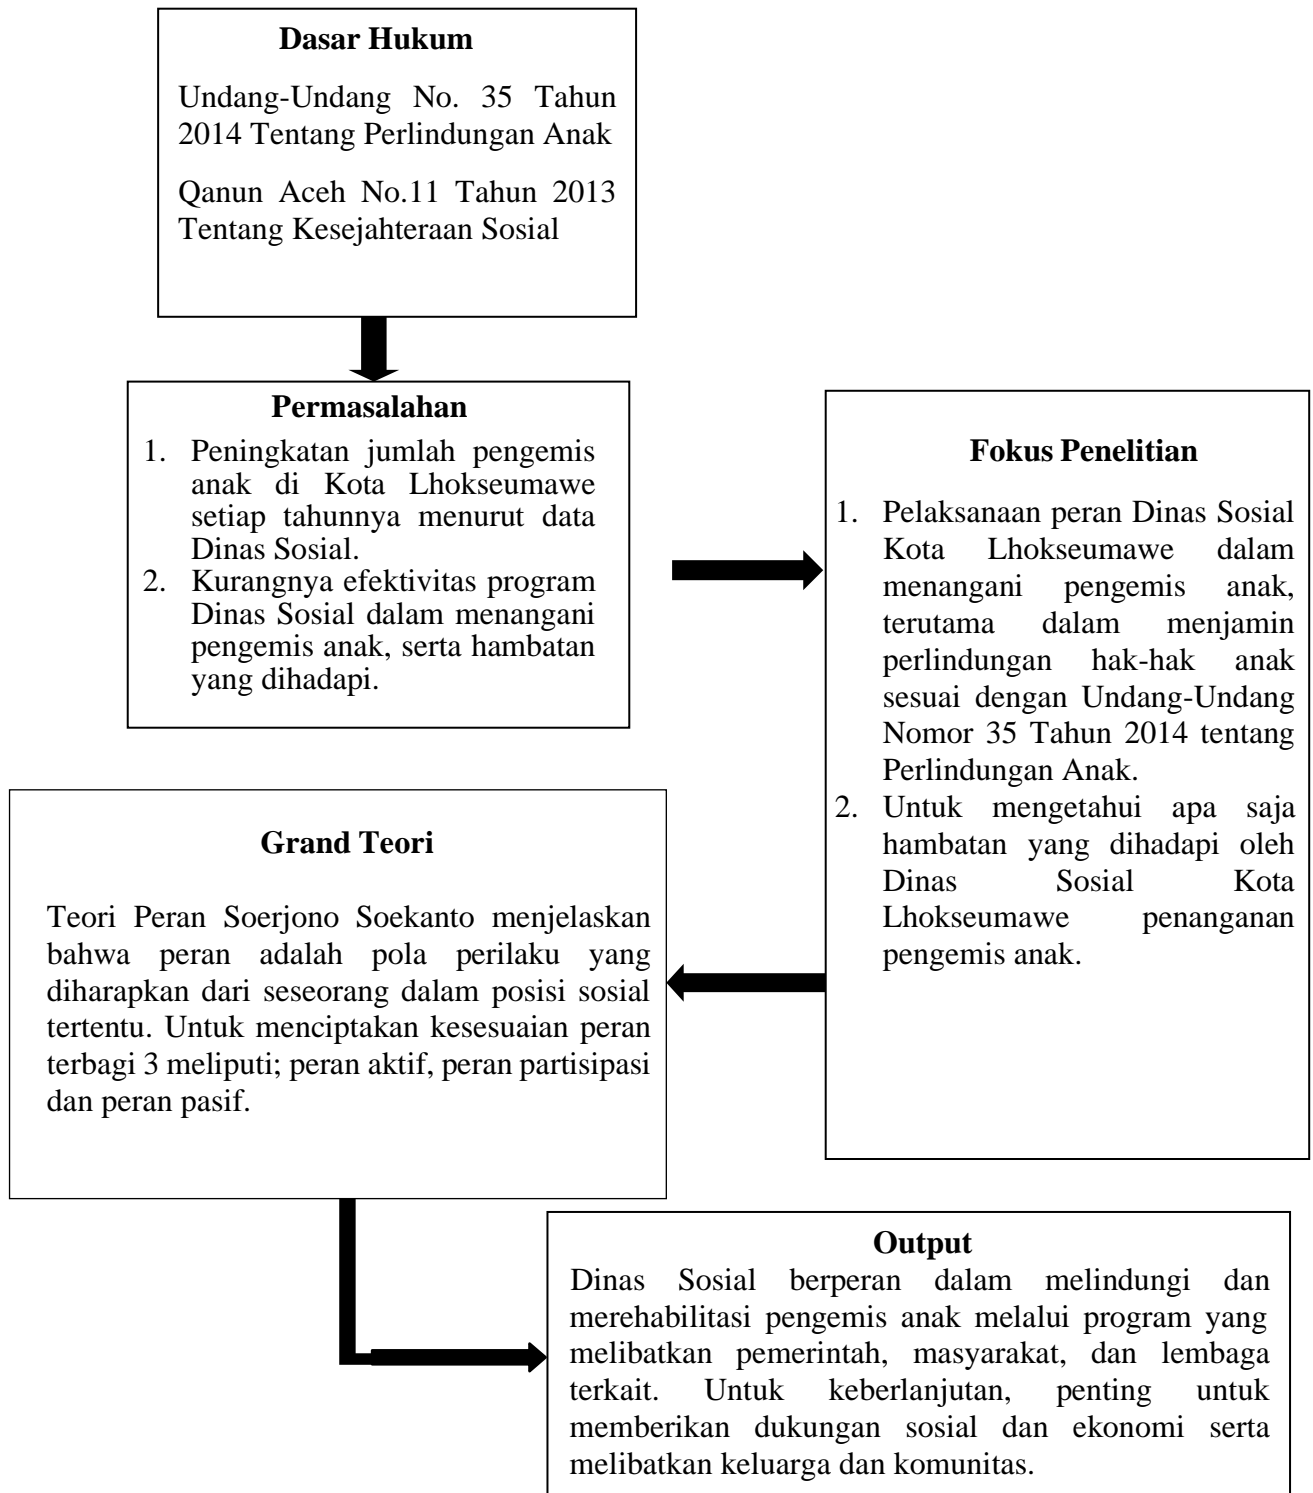 Dasar Hukum
Undang-Undang No. 35 Tahun
2014 Tentang Perlindungan Anak
Qanun Aceh No.11 Tahun 2013
Tentang Kesejahteraan Sosial
Permasalahan
1. Peningkatan jumlah pengemis
anak di Kota Lhokseumawe
setiap tahunnya menurut data
Dinas Sosial.
2. Kurangnya efektivitas program
Dinas Sosial dalam menangani
pengemis anak, serta hambatan
yang dihadapi.
Fokus Penelitian
1. Pelaksanaan peran Dinas Sosial
Kota Lhokseumawe dalam
menangani pengemis anak,
terutama dalam menjamin
perlindungan hak-hak anak
sesuai dengan Undang-Undang
Nomor 35 Tahun 2014 tentang
Perlindungan Anak.
2. Untuk mengetahui apa saja
hambatan yang dihadapi oleh
Dinas Sosial Kota
Lhokseumawe penanganan
pengemis anak.
Grand Teori
Teori Peran Soerjono Soekanto menjelaskan
bahwa peran adalah pola perilaku yang
diharapkan dari seseorang dalam posisi sosial
tertentu. Untuk menciptakan kesesuaian peran
terbagi 3 meliputi; peran aktif, peran partisipasi
dan peran pasif.
Output
Dinas Sosial berperan dalam melindungi dan
merehabilitasi pengemis anak melalui program yang
melibatkan pemerintah, masyarakat, dan lembaga
terkait. Untuk keberlanjutan, penting untuk
memberikan dukungan sosial dan ekonomi serta
melibatkan keluarga dan komunitas.